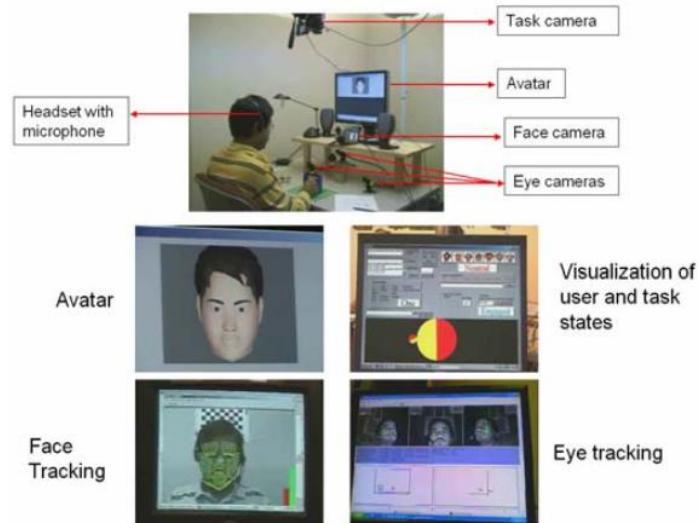 Task camera
Avatar
Headset with
microphone
Face camera
Eye cameras
Avatar
Neutral
Visualization of
user and task
states
Face
Tracking
Eye tracking